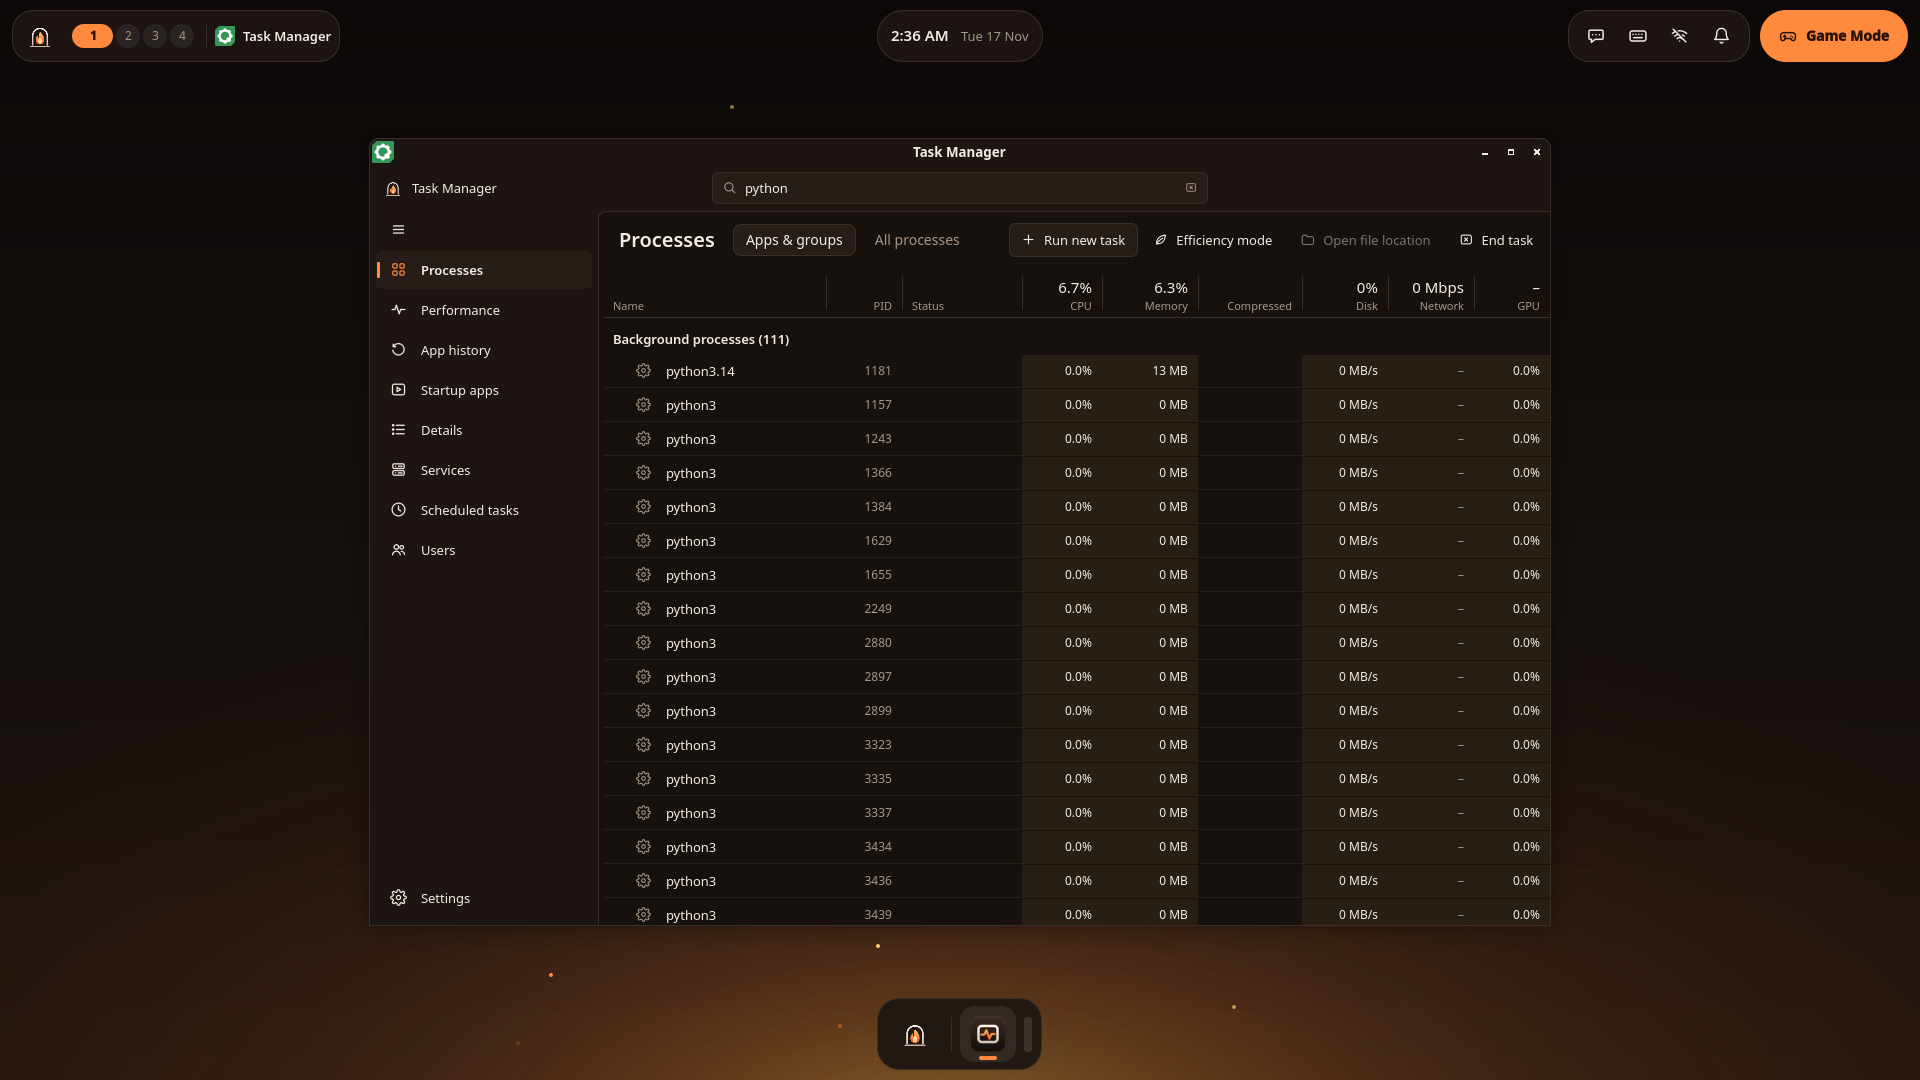 1 2 3 4 Task Manager
2:36 AM Tue 17 Nov
Game Mode
Task Manager
Task Manager
python
Processes
Performance
App history
Startup apps
Details
Services
Scheduled tasks
Users
Settings
Processes Apps & groups All processes Run new task Efficiency mode Open file location End task
6.7% 6.3% 0% 0 Mbps –
Name PID Status CPU Memory Compressed Disk Network GPU
Background processes (111)
python3.14 1181 0.0% 13 MB 0 MB/s – 0.0%
python3 1157 0.0% 0 MB 0 MB/s – 0.0%
python3 1243 0.0% 0 MB 0 MB/s – 0.0%
python3 1366 0.0% 0 MB 0 MB/s – 0.0%
python3 1384 0.0% 0 MB 0 MB/s – 0.0%
python3 1629 0.0% 0 MB 0 MB/s – 0.0%
python3 1655 0.0% 0 MB 0 MB/s – 0.0%
python3 2249 0.0% 0 MB 0 MB/s – 0.0%
python3 2880 0.0% 0 MB 0 MB/s – 0.0%
python3 2897 0.0% 0 MB 0 MB/s – 0.0%
python3 2899 0.0% 0 MB 0 MB/s – 0.0%
python3 3323 0.0% 0 MB 0 MB/s – 0.0%
python3 3335 0.0% 0 MB 0 MB/s – 0.0%
python3 3337 0.0% 0 MB 0 MB/s – 0.0%
python3 3434 0.0% 0 MB 0 MB/s – 0.0%
python3 3436 0.0% 0 MB 0 MB/s – 0.0%
python3 3439 0.0% 0 MB 0 MB/s – 0.0%